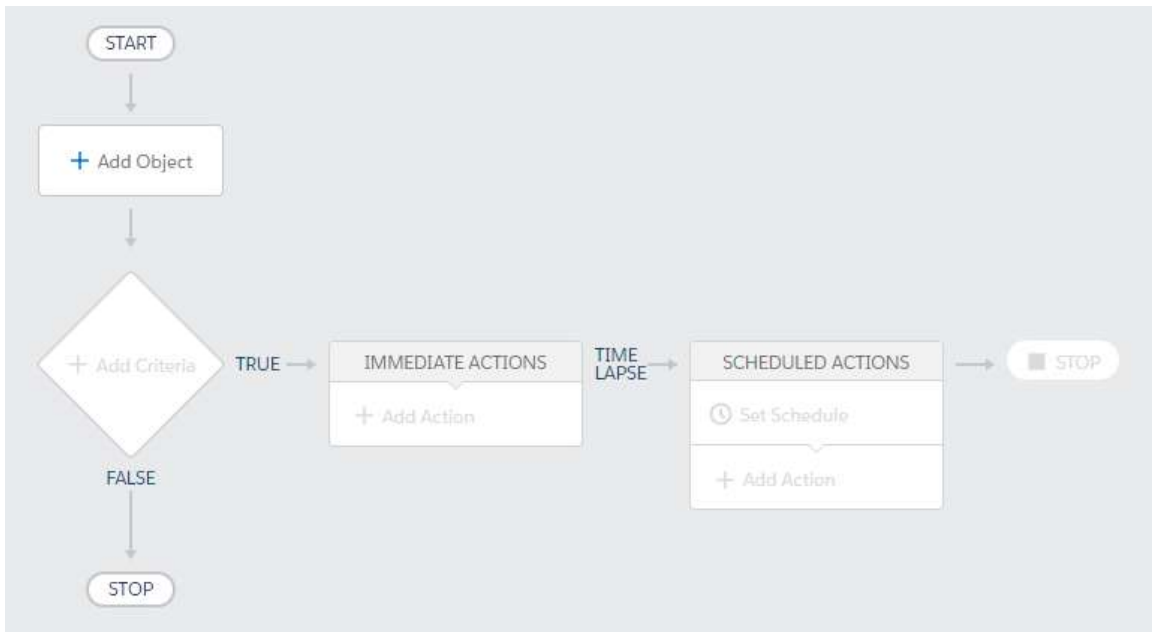 START
+ Add Object
+ Add Criteria
TRUE
IMMEDIATE ACTIONS
+ Add Action
TIME
LAPSE
SCHEDULED ACTIONS
Set Schedule
+ Add Action
STOP
FALSE
STOP